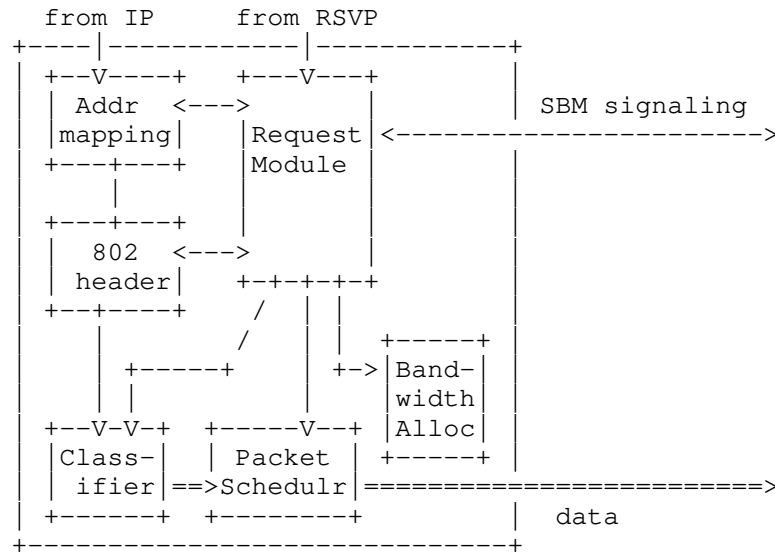 from IP from RSVP
Addr
mapping Request SBM signaling
Module
802
header
Band-
width
Alloc
Class- Packet
ifier Schedulr
data